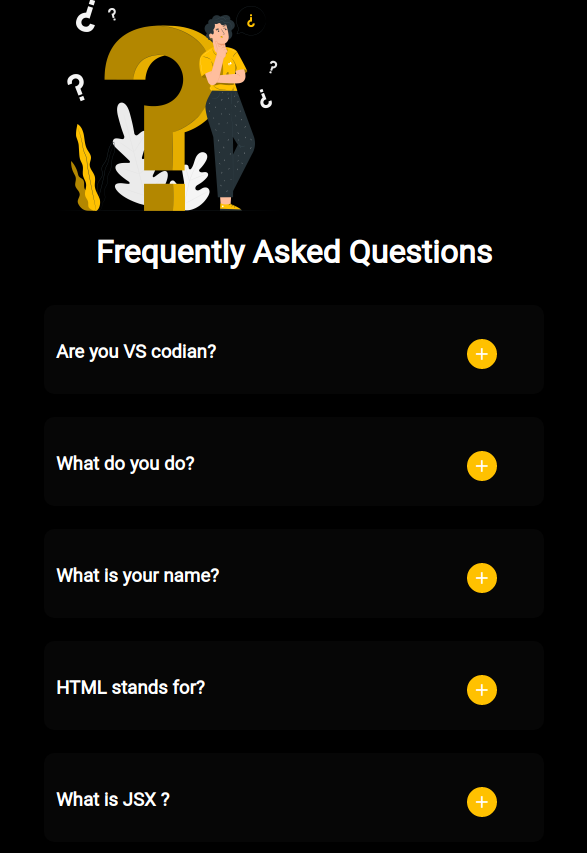 ¿
?
¿
?
?
¿
Frequently Asked Questions
Are you VS codian?
What do you do?
What is your name?
HTML stands for?
What is JSX ?